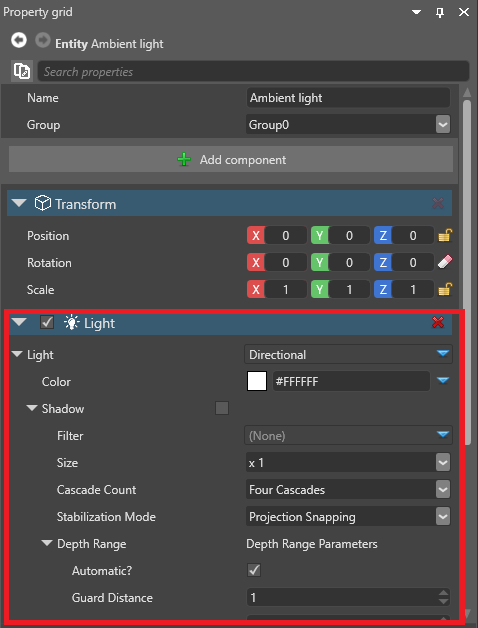 Property grid
Entity Ambient light
Search properties
Name Ambient light
Group Group0
Add component
Transform
Position X 0 Y 0 Z 0
Rotation X 0 Y 0 Z 0
Scale X 1 Y 1 Z 1
Light
Light Directional
Color #FFFFFF
Shadow
Filter (None)
Size x 1
Cascade Count Four Cascades
Stabilization Mode Projection Snapping
Depth Range Depth Range Parameters
Automatic?
Guard Distance 1